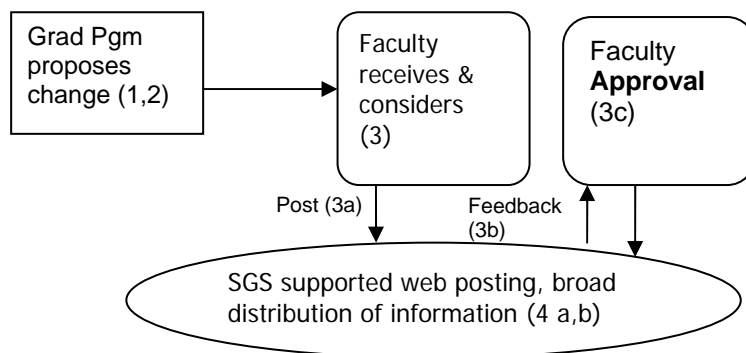 Grad Pgm
proposes
change (1,2)
Faculty
receives &
considers
(3)
Faculty
Approval
(3c)
Post (3a)
Feedback
(3b)
SGS supported web posting, broad
distribution of information (4 a,b)